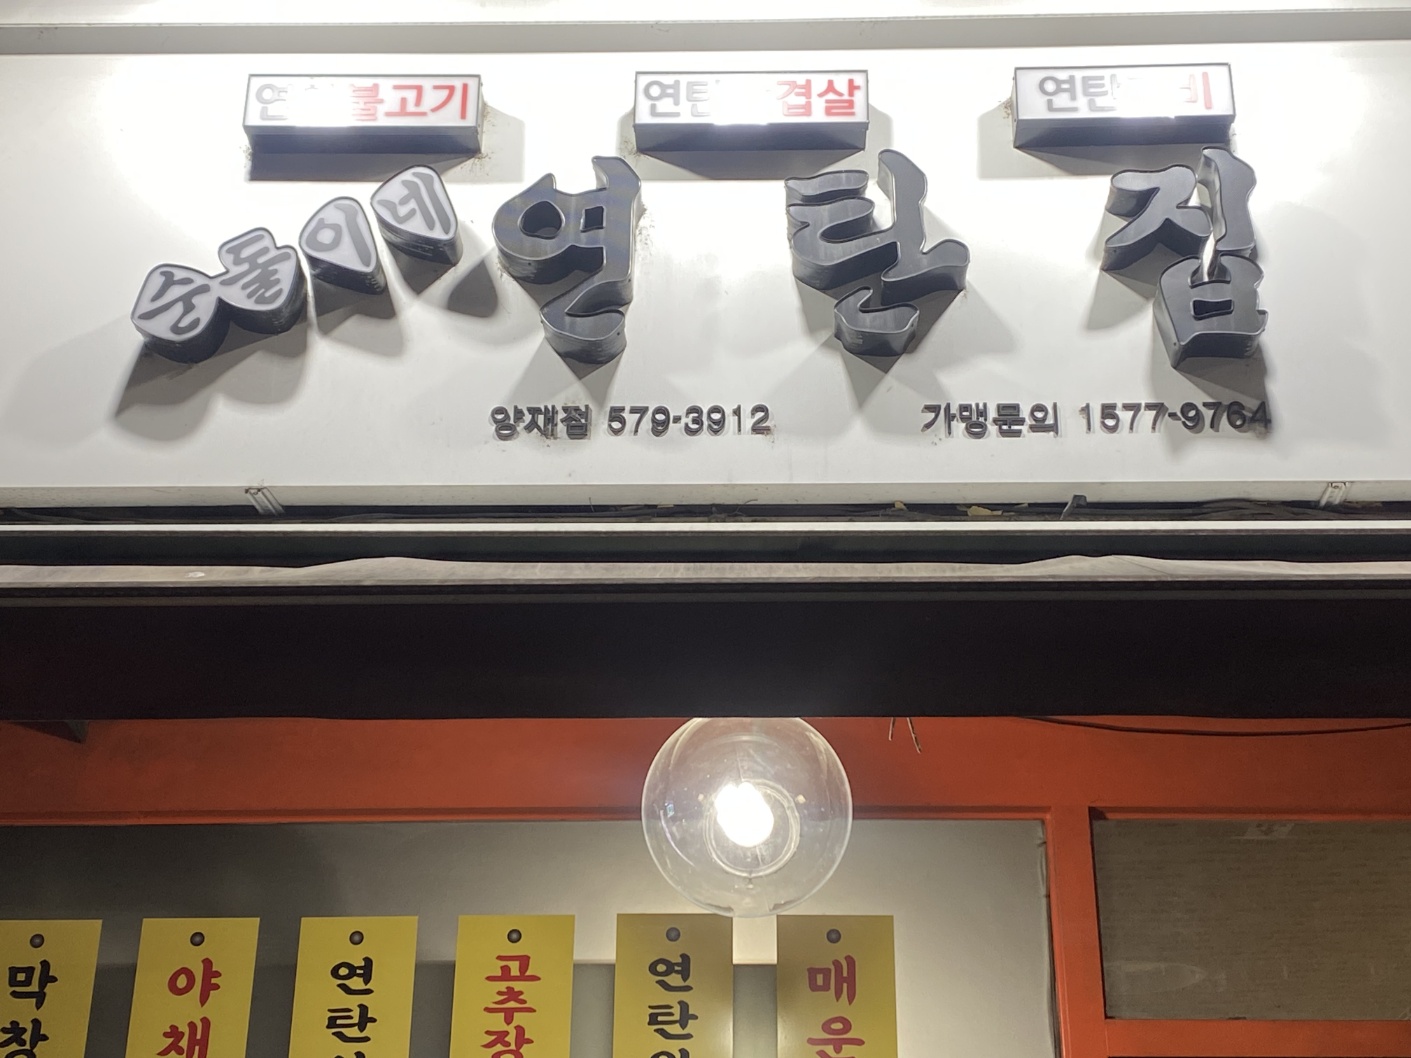 불고기
연탄 겹살
연탄 비
순돌이네 연탄집
양재점 579-3912
가맹문의 1577-9764
막창
야채
연탄
고추장
연탄
매운